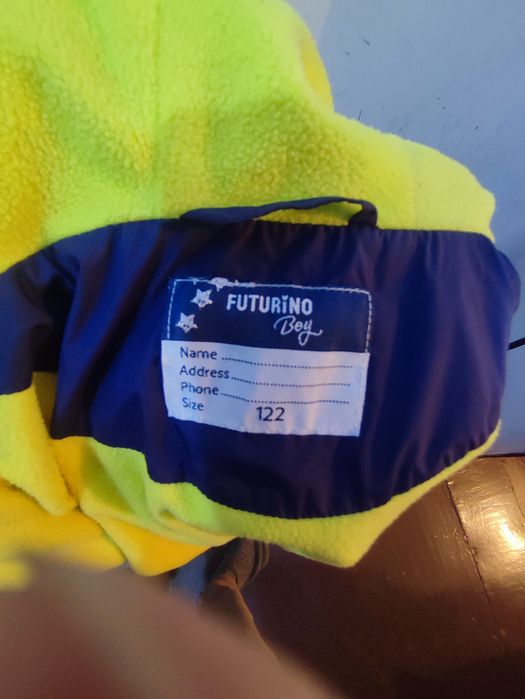 FUTURiNO
Boy
Name ........................
Address ........................
Phone ........................
Size 122